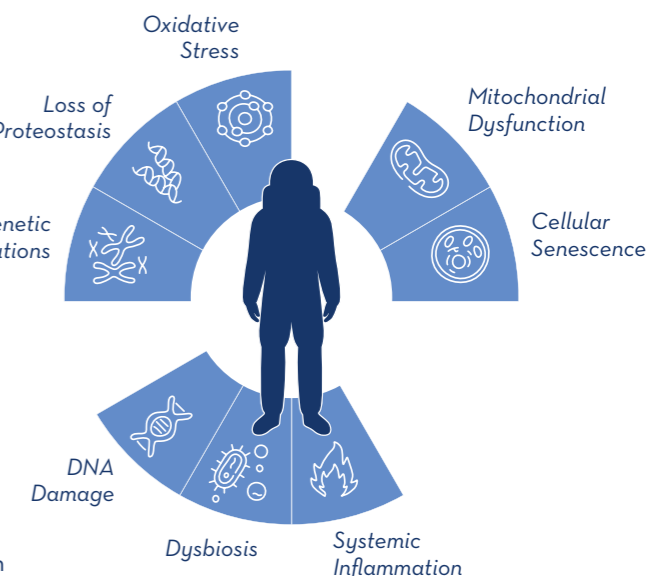 Oxidative
Stress
Loss of
Proteostasis
Mitochondrial
Dysfunction
Cellular
Senescence
DNA
Damage
Dysbiosis
Systemic
Inflammation